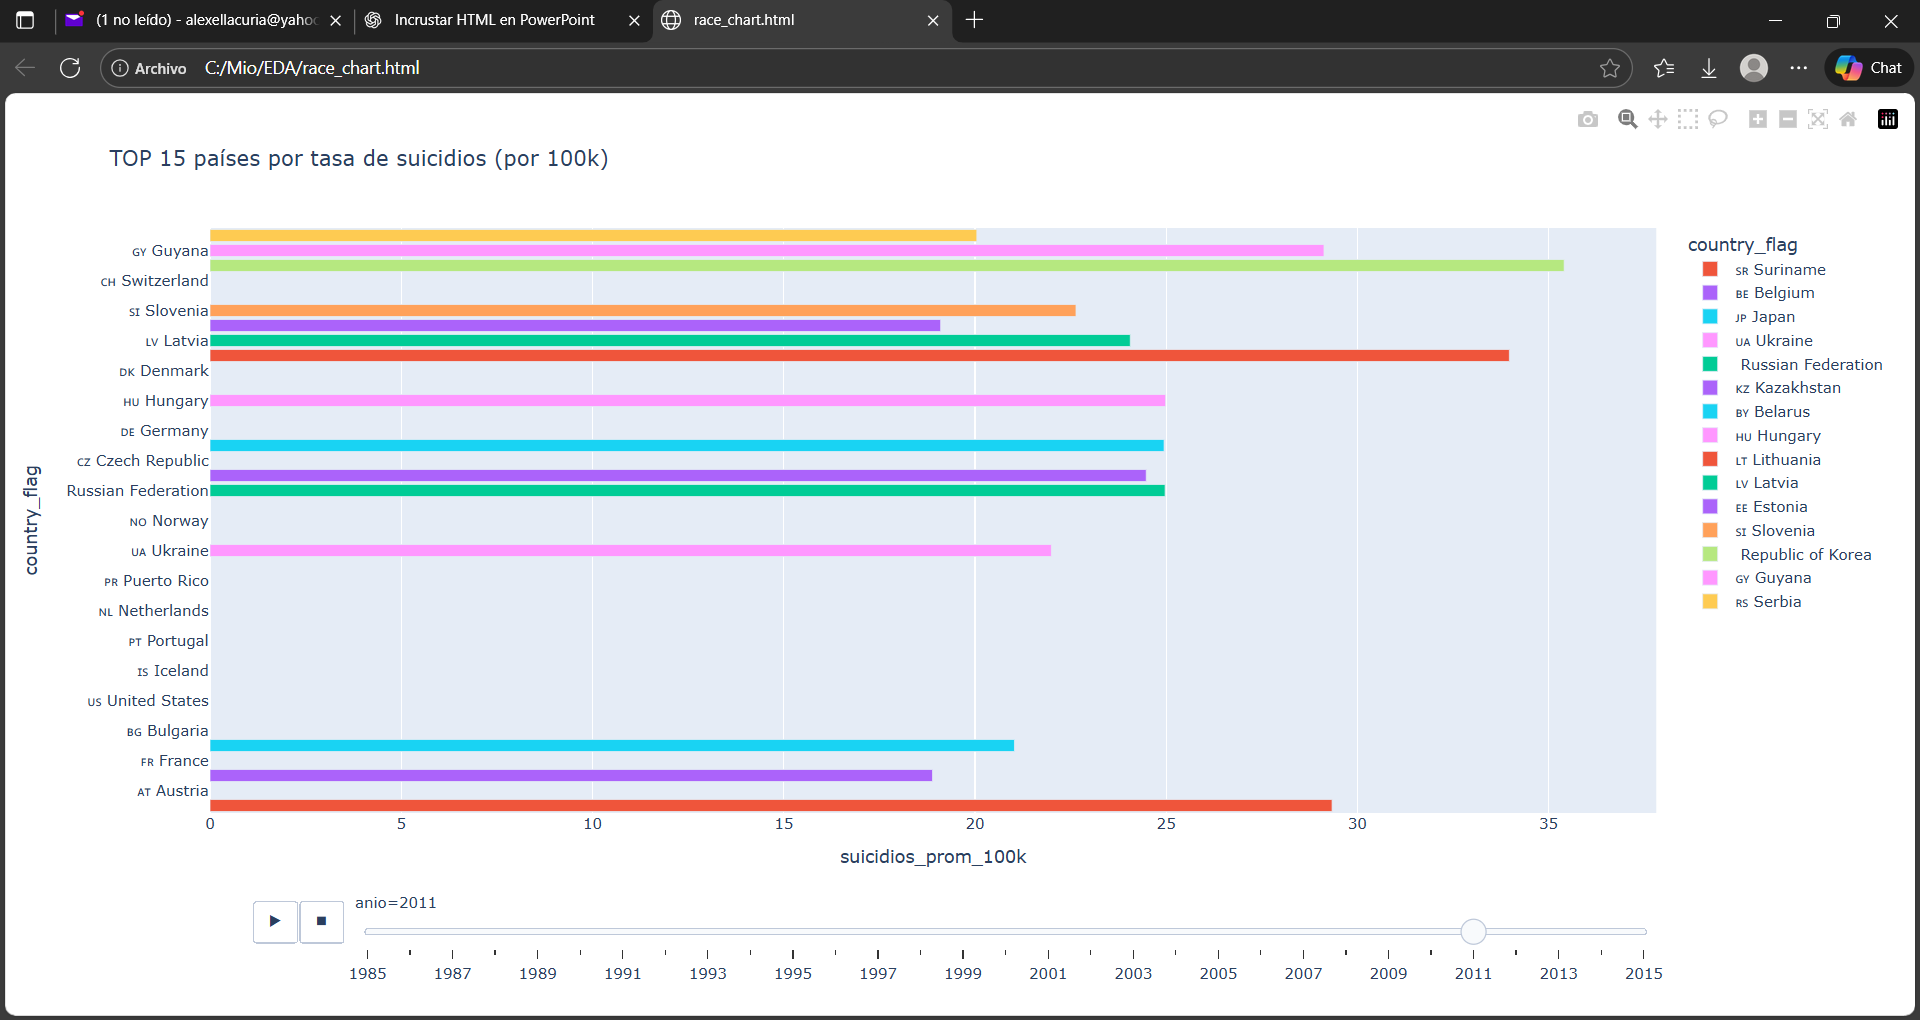 (1 no leído) - alexellacuria@yahoo
Incrustar HTML en PowerPoint
race_chart.html
Archivo
C:/Mio/EDA/race_chart.html
Chat
TOP 15 países por tasa de suicidios (por 100k)
GY Guyana
CH Switzerland
SI Slovenia
LV Latvia
DK Denmark
HU Hungary
DE Germany
CZ Czech Republic
Russian Federation
NO Norway
UA Ukraine
PR Puerto Rico
NL Netherlands
PT Portugal
IS Iceland
US United States
BG Bulgaria
FR France
AT Austria
country_flag
0 5 10 15 20 25 30 35
suicidios_prom_100k
country_flag
SR Suriname
BE Belgium
JP Japan
UA Ukraine
Russian Federation
KZ Kazakhstan
BY Belarus
HU Hungary
LT Lithuania
LV Latvia
EE Estonia
SI Slovenia
Republic of Korea
GY Guyana
RS Serbia
anio=2011
1985 1987 1989 1991 1993 1995 1997 1999 2001 2003 2005 2007 2009 2011 2013 2015